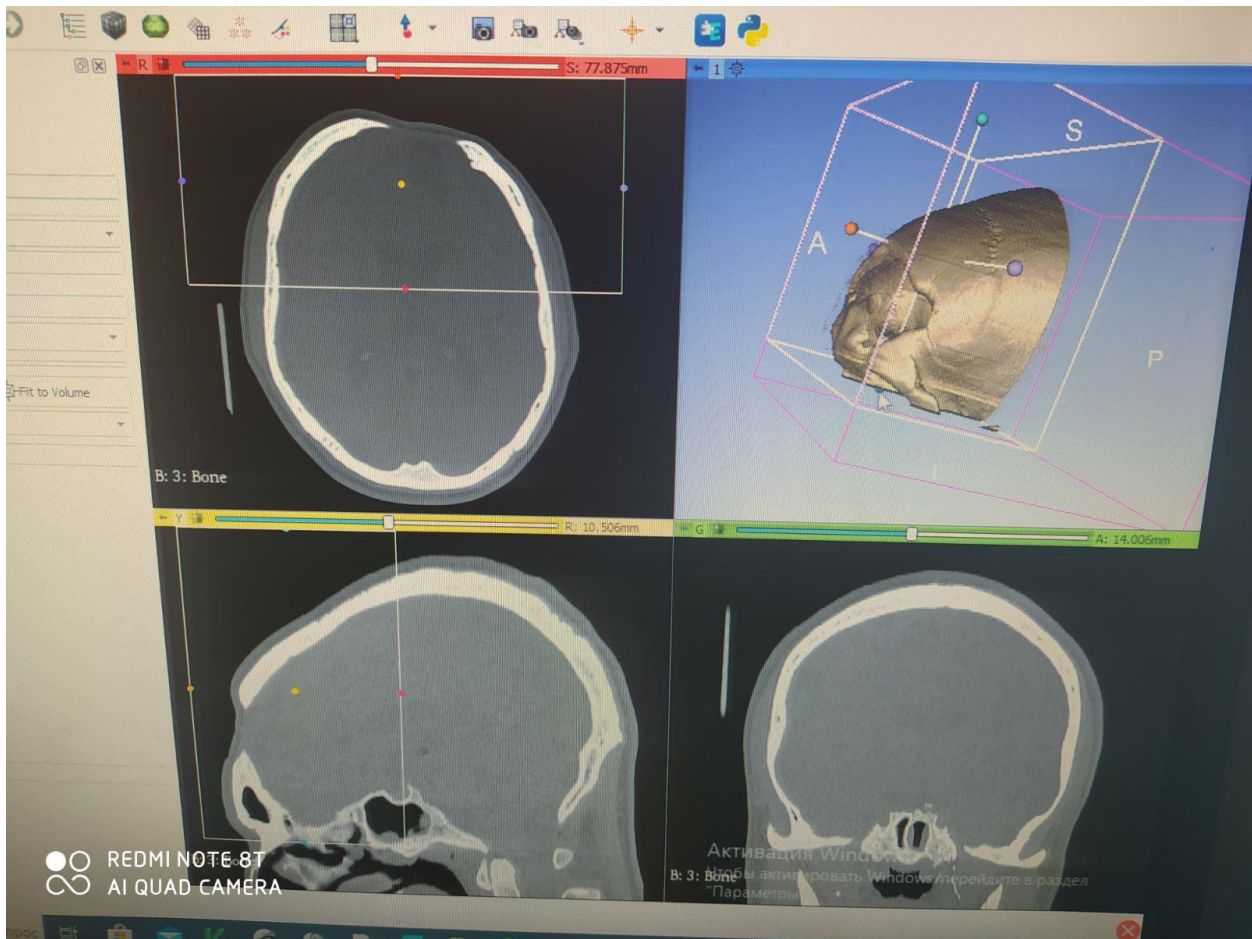 R
S: 77.875mm
1
S
A
P
I
Fit to Volume
B: 3: Bone
Y
R: 10.506mm
G
A: 14.006mm
B: 3: Bone
Активация Windows
Чтобы активировать Windows, перейдите в раздел
"Параметры
REDMI NOTE 8T
AI QUAD CAMERA